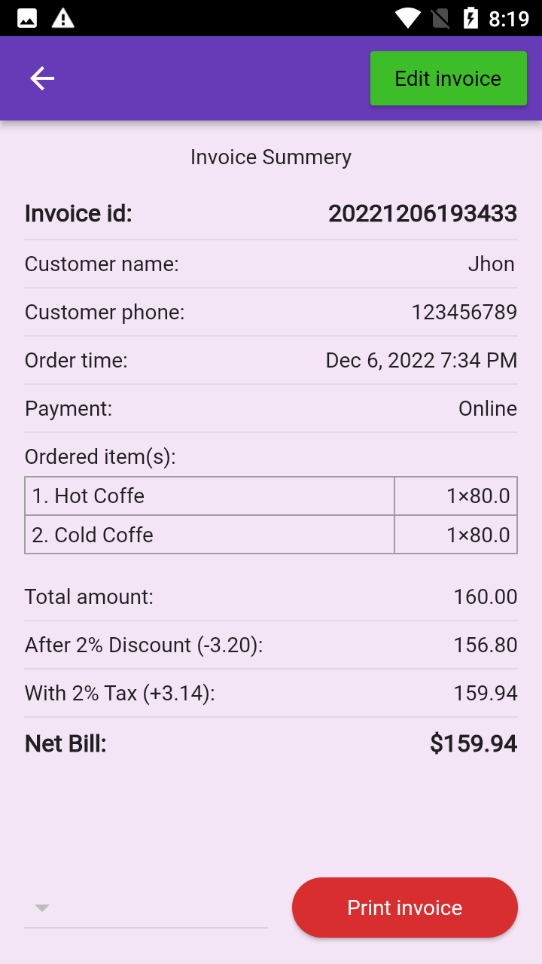 8:19
Edit invoice
Invoice Summery
Invoice id: 20221206193433
Customer name: Jhon
Customer phone: 123456789
Order time: Dec 6, 2022 7:34 PM
Payment: Online
Ordered item(s):
1. Hot Coffe 1×80.0
2. Cold Coffe 1×80.0
Total amount: 160.00
After 2% Discount (-3.20): 156.80
With 2% Tax (+3.14): 159.94
Net Bill: $159.94
Print invoice